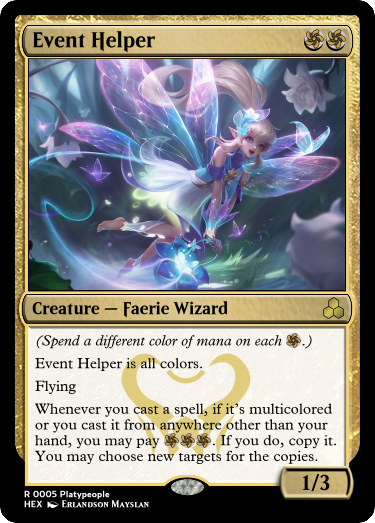 Event Helper
Creature — Faerie Wizard
(Spend a different color of mana on each .)
Event Helper is all colors.
Flying
Whenever you cast a spell, if it's multicolored
or you cast it from anywhere other than your
hand, you may pay . If you do, copy it.
You may choose new targets for the copies.
1/3
R 0005 Platypeople
HEX Erlandson Mayslan